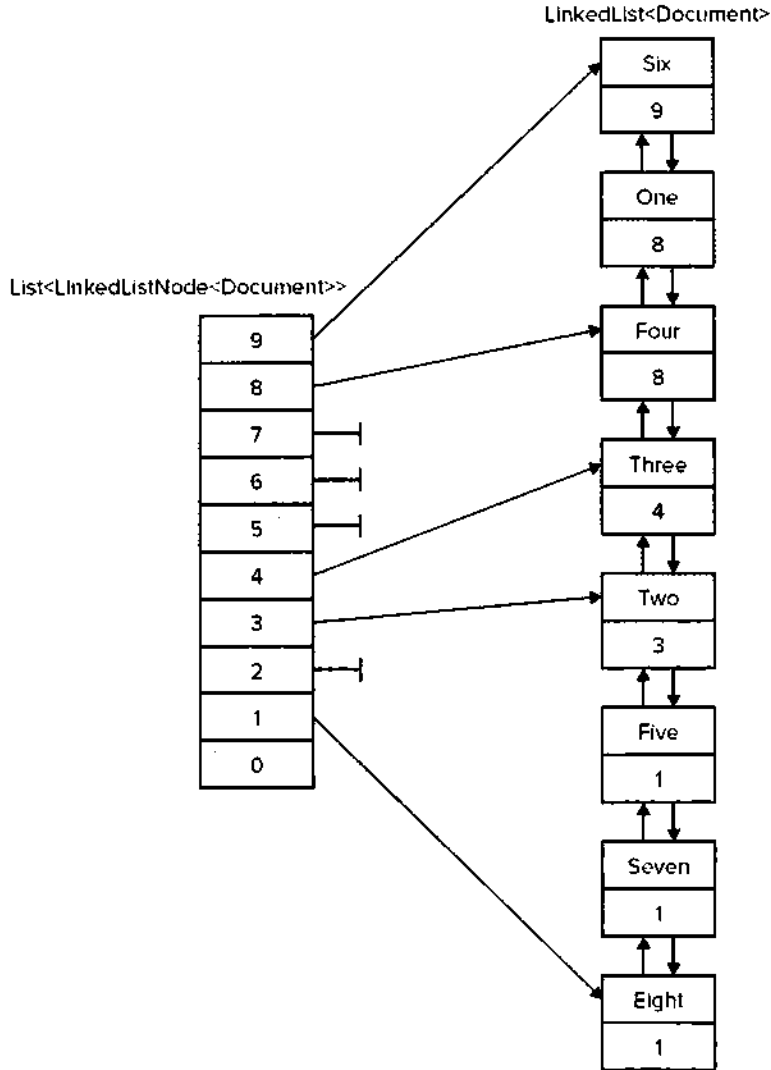 LinkedList<Document>
Six
9
One
8
List<LinkedListNode<Document>>
9
8
7
6
5
4
3
2
1
0
Four
8
Three
4
Two
3
Five
1
Seven
1
Eight
1